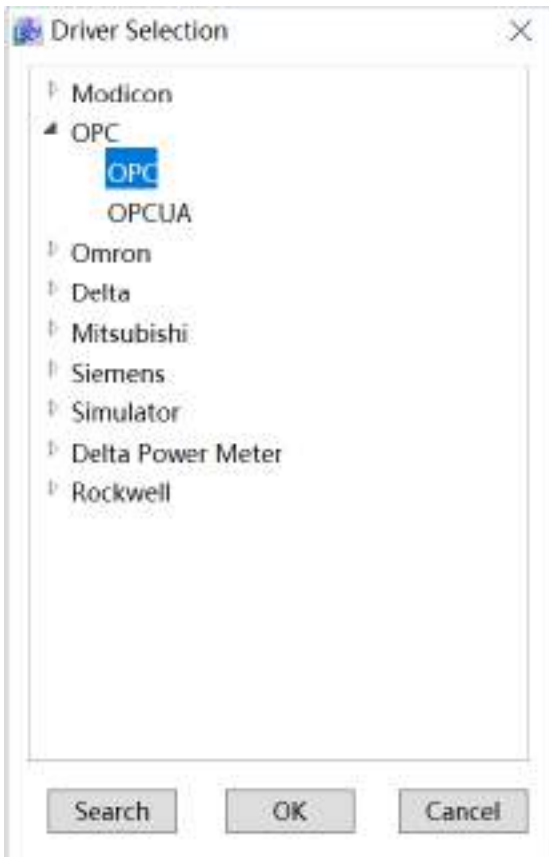 Driver Selection
Modicon
OPC
OPC
OPCUA
Omron
Delta
Mitsubishi
Siemens
Simulator
Delta Power Meter
Rockwell
Search OK Cancel